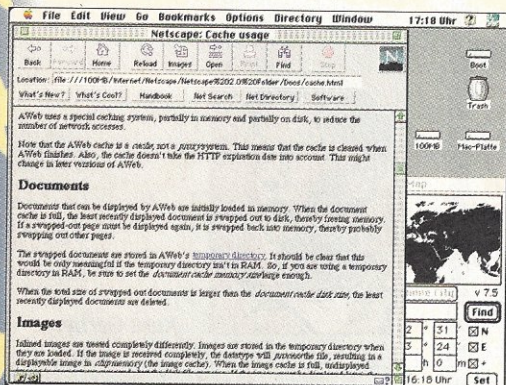 File Edit View Go Bookmarks Options Directory Window 17:18 Uhr
Netscape: Cache usage
Back Forward Home Reload Images Open Print Find Stop
Location: file:///100MB/Internet/Netscape/Netscape%202.0%20Folder/Docs/cache.html
What's New? What's Cool? Handbook Net Search Net Directory Software
AWeb uses a special caching system, partially in memory and partially on disk, to reduce the
number of network accesses.
Note that the AWeb cache is a cache, not a proxy system. This means that the cache is cleared when
AWeb finishes. Also, the cache doesn't take the HTTP expiration date into account. This might
change in later versions of AWeb.
Documents
Documents that can be displayed by AWeb are initially loaded in memory. When the document
cache is full, the least recently displayed document is swapped out to disk, thereby freeing memory.
If a swapped-out page must be displayed again, it is swapped back into memory, thereby probably
swapping out other pages.
The swapped documents are stored in AWeb's temporary directory. It should be clear that this
would be only meaningful if the temporary directory isn't in RAM. So, if you are using a temporary
directory in RAM, be sure to set the document cache memory size large enough.
When the total size of swapped out documents is larger than the document cache disk size, the least
recently displayed documents are deleted.
Images
Inlined images are treated completely differently. Images are stored in the temporary directory when
they are loaded. If the image is received completely, the datatype will process the file, resulting in a
displayable image in chip memory (the image cache). When the cache is full, undisplayed
Boot
Trash
100MB Mac-Platte
Map
v 7.5
Find
2 ° 31 ' N
3 ° 24 ' E
h 0 m +
16:18 Uhr Set